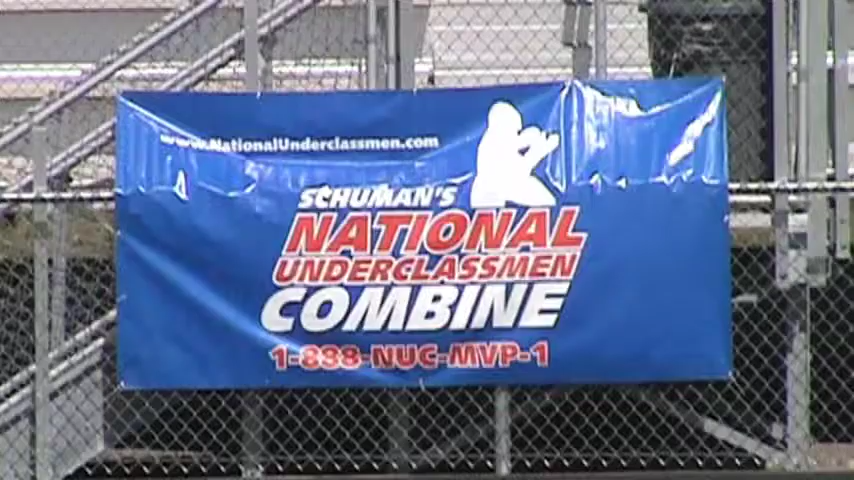 www.NationalUnderclassmen.com
SCHUMAN'S
NATIONAL
UNDERCLASSMEN
COMBINE
1-888-NUC-MVP-1